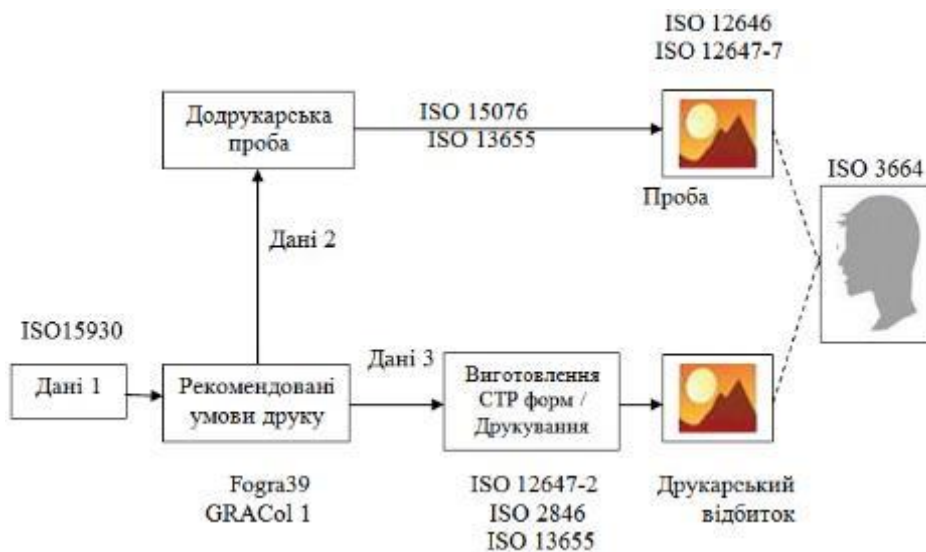 ISO 12646
ISO 12647-7
Додрукарська
проба
ISO 15076
ISO 13655
Проба
ISO 3664
Дані 2
ISO15930
Дані 1
Рекомендовані
умови друку
Дані 3
Виготовлення
СТР форм /
Друкування
Fogra39
GRACol 1
ISO 12647-2
ISO 2846
ISO 13655
Друкарський
відбиток